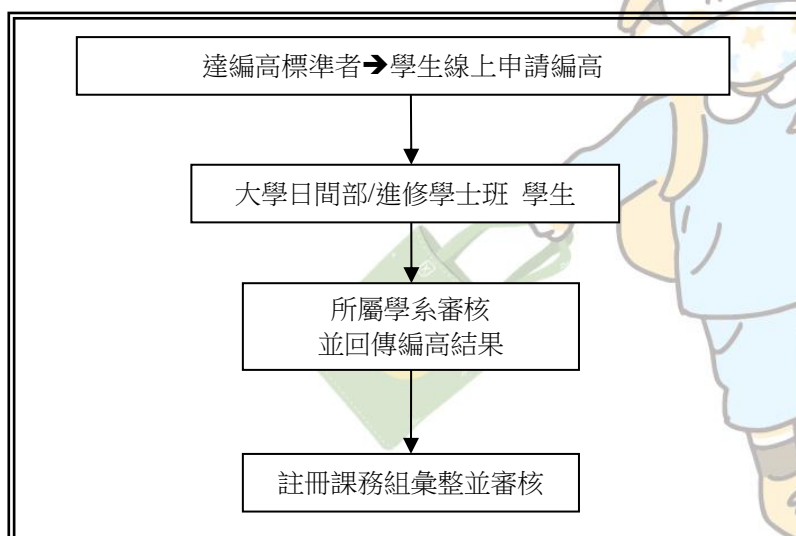 達編高標準者➔學生線上申請編高
大學日間部/進修學士班 學生
所屬學系審核
並回傳編高結果
註冊課務組彙整並審核